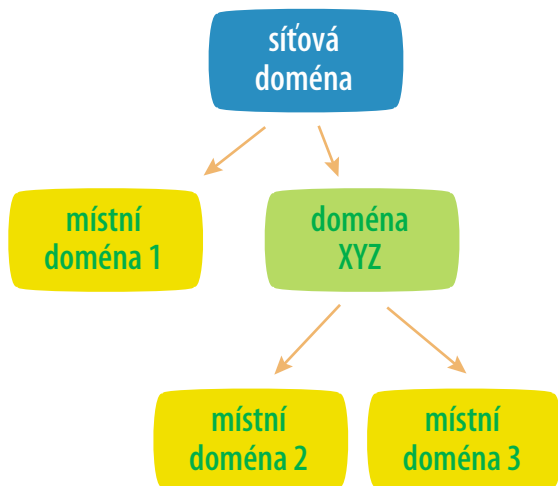 síťová
doména
místní
doména 1
doména
XYZ
místní
doména 2
místní
doména 3